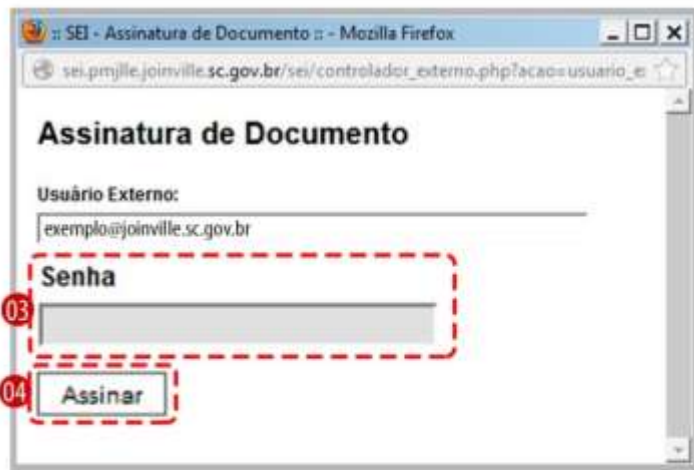 :: SEI - Assinatura de Documento :: - Mozilla Firefox
sei.pmjlle.joinville.sc.gov.br/sei/controlador_externo.php?acao=usuario_e
Assinatura de Documento
Usuário Externo:
exemplo@joinville.sc.gov.br
Senha
03
04
Assinar